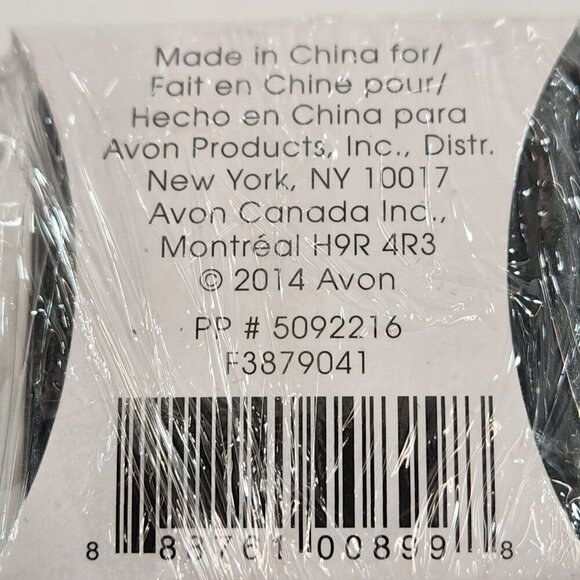 Made in China for/
Fait en Chine pour/
Hecho en China para
Avon Products, Inc., Distr.
New York, NY 10017
Avon Canada Inc.,
Montréal H9R 4R3
© 2014 Avon
PP # 5092216
F3879041
8 83761 00899 8